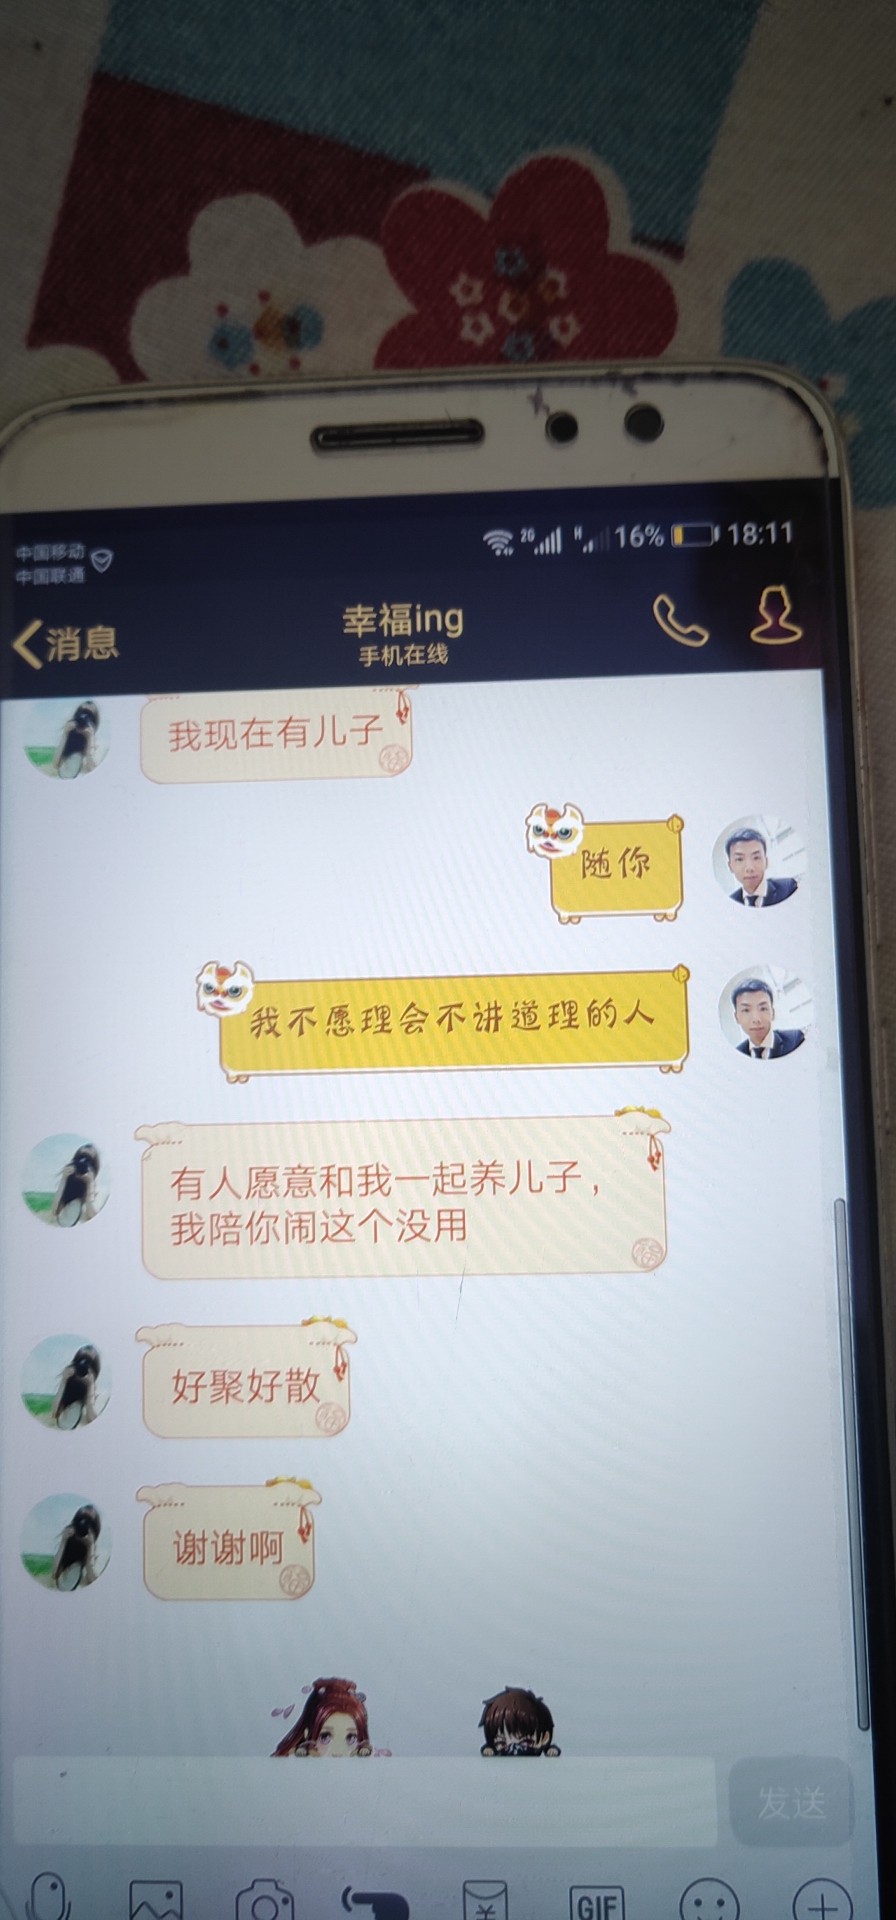 中国移动
中国联通
2G
H
16%
18:11
消息
幸福ing
手机在线
我现在有儿子
随你
我不愿理会不讲道理的人
有人愿意和我一起养儿子，
我陪你闹这个没用
好聚好散
谢谢啊
发送
GIF